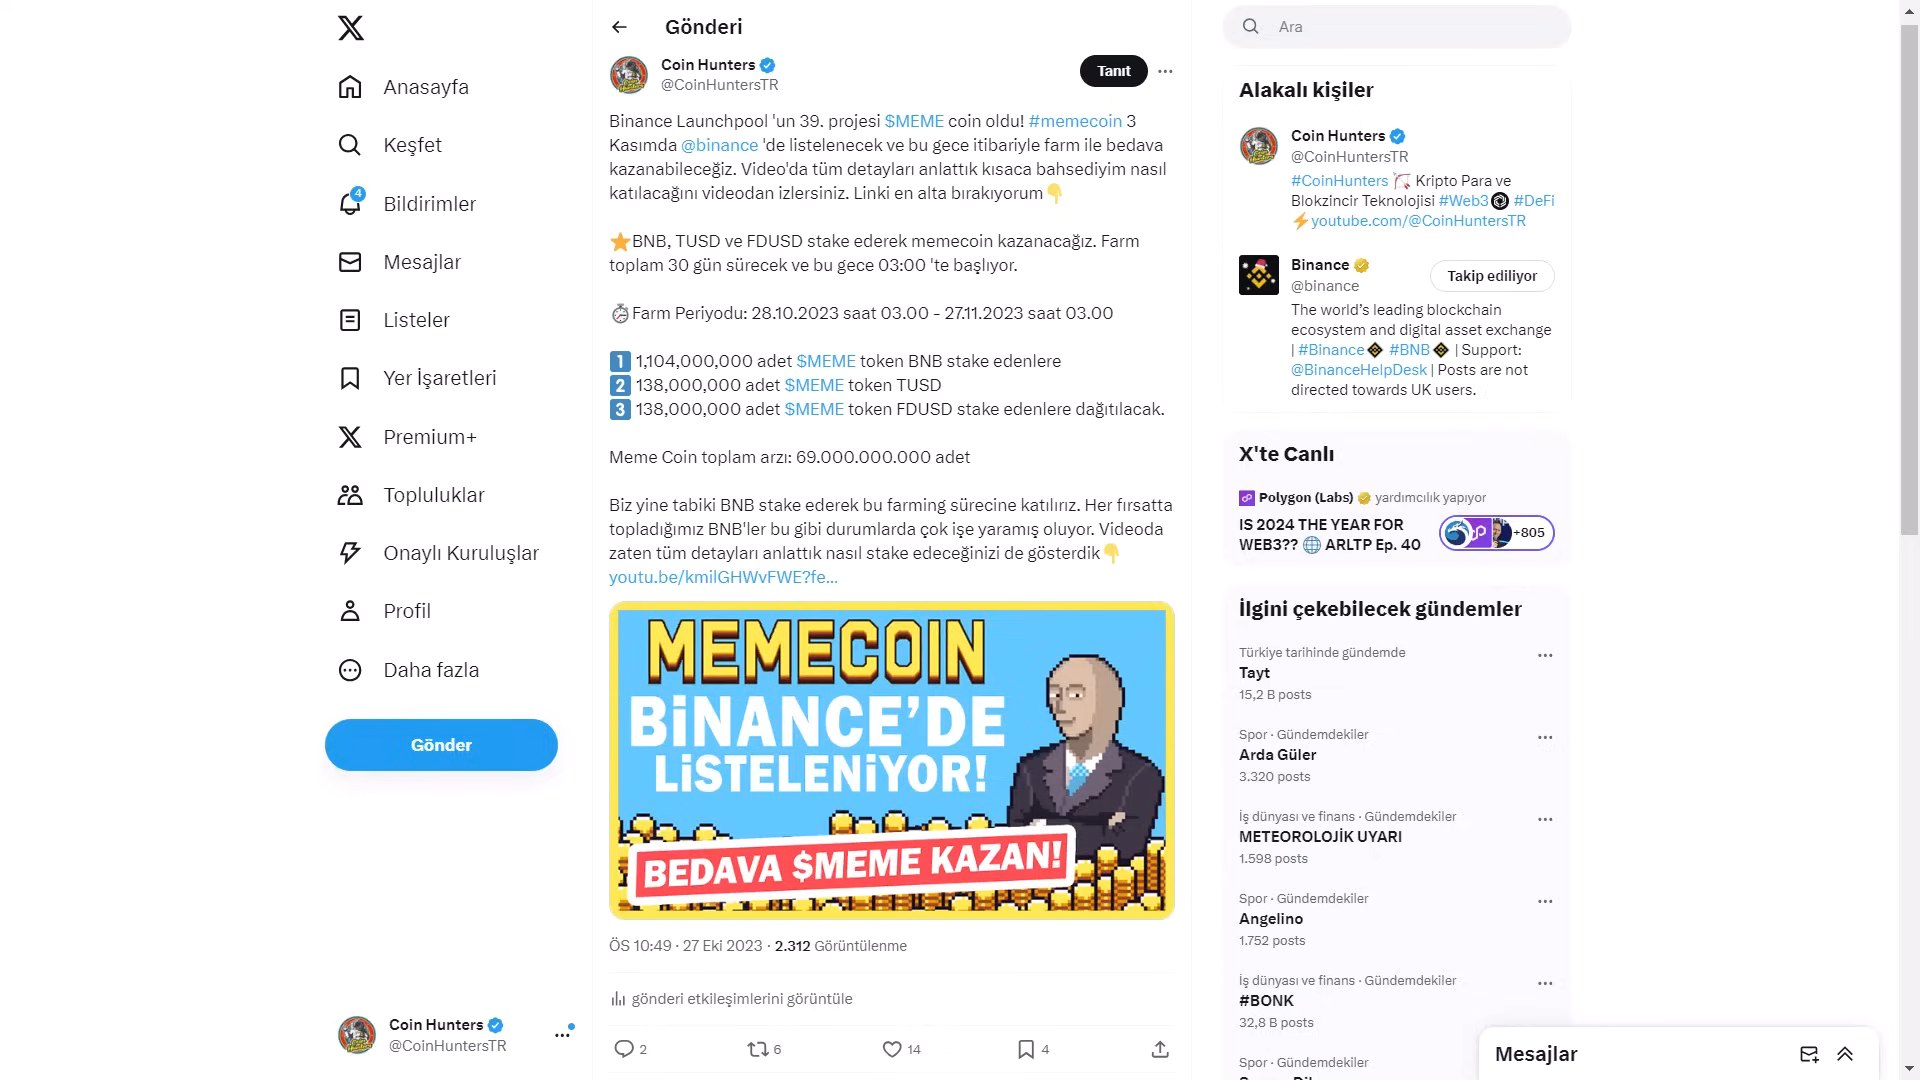 Anasayfa
Keşfet
4
Bildirimler
Mesajlar
Listeler
Yer İşaretleri
Premium+
Topluluklar
Onaylı Kuruluşlar
Profil
Daha fazla
Gönder
Coin Hunters
@CoinHuntersTR
Gönderi
Coin Hunters
@CoinHuntersTR
Tanıt
Binance Launchpool 'un 39. projesi $MEME coin oldu! #memecoin 3
Kasımda @binance 'de listelenecek ve bu gece itibariyle farm ile bedava
kazanabileceğiz. Video'da tüm detayları anlattık kısaca bahsediyim nasıl
katılacağını videodan izlersiniz. Linki en alta bırakıyorum👇
⭐BNB, TUSD ve FDUSD stake ederek memecoin kazanacağız. Farm
toplam 30 gün sürecek ve bu gece 03:00 'te başlıyor.
⏱Farm Periyodu: 28.10.2023 saat 03.00 - 27.11.2023 saat 03.00
1️⃣ 1,104,000,000 adet $MEME token BNB stake edenlere
2️⃣ 138,000,000 adet $MEME token TUSD
3️⃣ 138,000,000 adet $MEME token FDUSD stake edenlere dağıtılacak.
Meme Coin toplam arzı: 69.000.000.000 adet
Biz yine tabiki BNB stake ederek bu farming sürecine katılırız. Her fırsatta
topladığımız BNB'ler bu gibi durumlarda çok işe yaramış oluyor. Videoda
zaten tüm detayları anlattık nasıl stake edeceğinizi de gösterdik👇
youtu.be/kmilGHWvFWE?fe...
MEMECOIN
BiNANCE'DE
LiSTELENiYOR!
BEDAVA $MEME KAZAN!
ÖS 10:49 · 27 Eki 2023 · 2.312 Görüntülenme
gönderi etkileşimlerini görüntüle
2 6 14 4
Ara
Alakalı kişiler
Coin Hunters
@CoinHuntersTR
#CoinHunters 🏹 Kripto Para ve
Blokzincir Teknolojisi #Web3 #DeFi
⚡youtube.com/@CoinHuntersTR
Binance
@binance
Takip ediliyor
The world's leading blockchain
ecosystem and digital asset exchange
| #Binance #BNB | Support:
@BinanceHelpDesk | Posts are not
directed towards UK users.
X'te Canlı
Polygon (Labs) yardımcılık yapıyor
IS 2024 THE YEAR FOR
WEB3?? 🌐 ARLTP Ep. 40
+805
İlgini çekebilecek gündemler
Türkiye tarihinde gündemde
Tayt
15,2 B posts
Spor · Gündemdekiler
Arda Güler
3.320 posts
İş dünyası ve finans · Gündemdekiler
METEOROLOJİK UYARI
1.598 posts
Spor · Gündemdekiler
Angelino
1.752 posts
İş dünyası ve finans · Gündemdekiler
#BONK
32,8 B posts
Spor · Gündemdekiler
Mesajlar